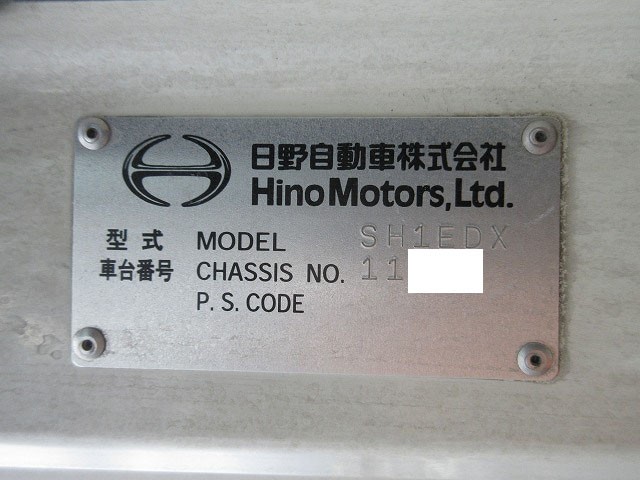 日野自動車株式会社
Hino Motors, Ltd.
型式 MODEL SH1EDX
車台番号 CHASSIS NO. 11
P. S. CODE